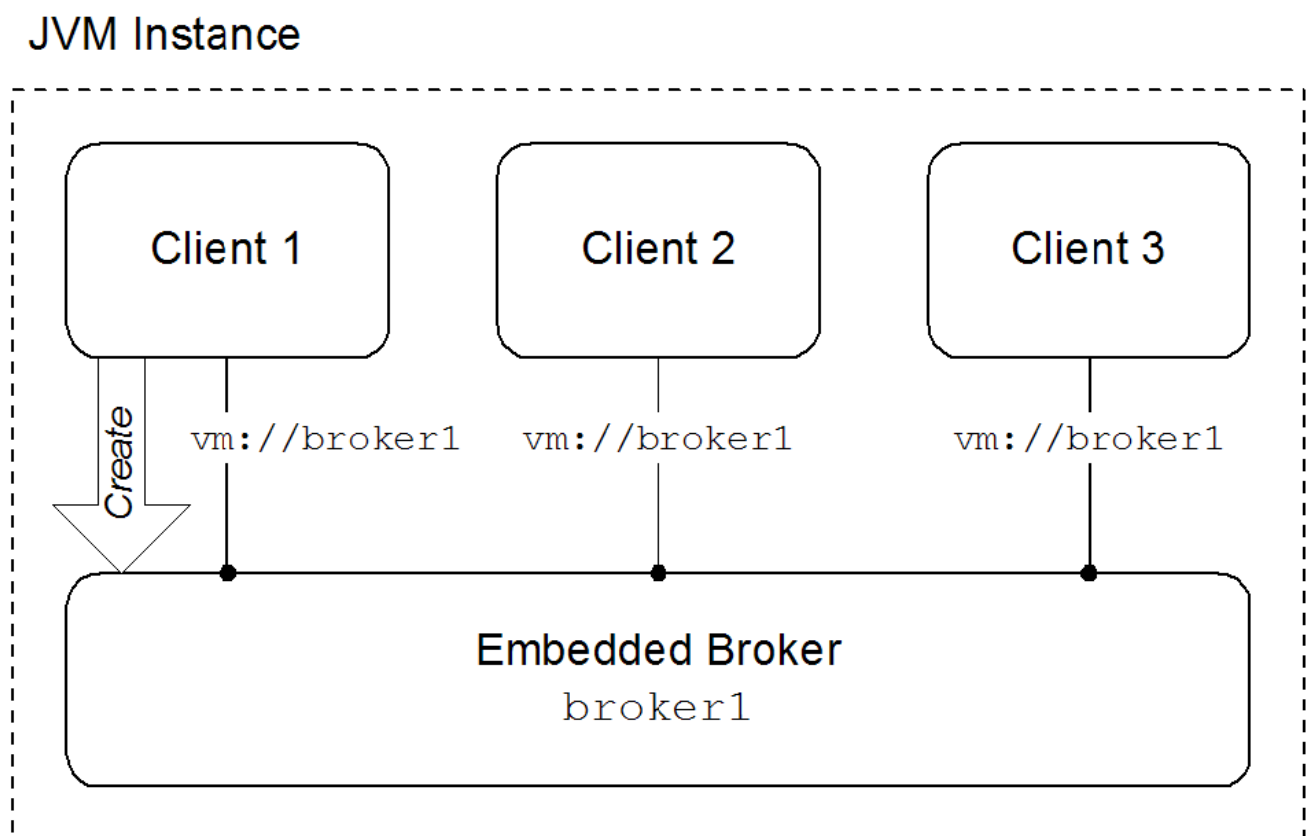 JVM Instance
Client 1
Client 2
Client 3
Create
vm://broker1
vm://broker1
vm://broker1
Embedded Broker
broker1